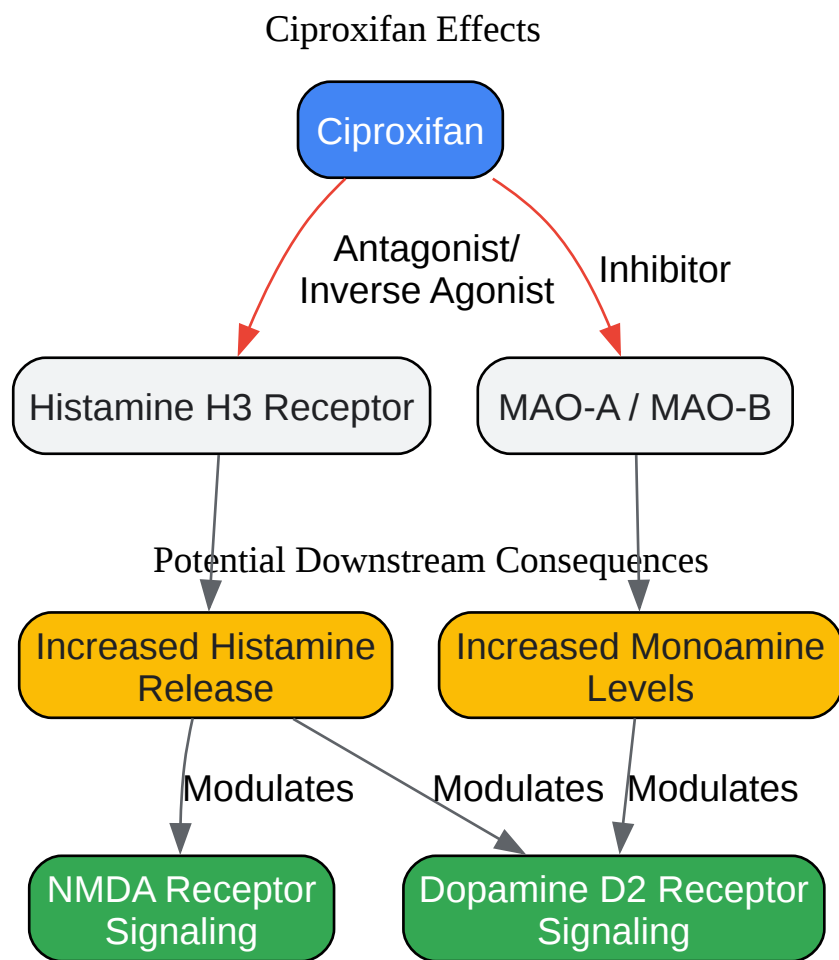 Ciproxifan Effects
Ciproxifan
Antagonist/
Inverse Agonist
Inhibitor
Histamine H3 Receptor
MAO-A / MAO-B
Potential Downstream Consequences
Increased Histamine
Release
Increased Monoamine
Levels
Modulates
Modulates
Modulates
NMDA Receptor
Signaling
Dopamine D2 Receptor
Signaling